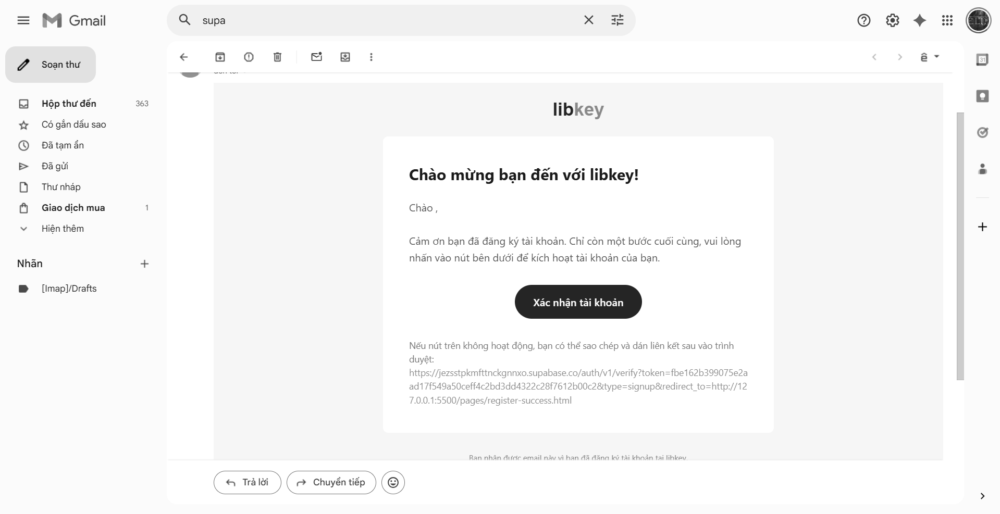 Gmail
supa
Soạn thư
Hộp thư đến 363
Có gắn dấu sao
Đã tạm ẩn
Đã gửi
Thư nháp
Giao dịch mua 1
Hiện thêm
Nhãn
[Imap]/Drafts
ê
31
libkey
Chào mừng bạn đến với libkey!
Chào ,
Cảm ơn bạn đã đăng ký tài khoản. Chỉ còn một bước cuối cùng, vui lòng
nhấn vào nút bên dưới để kích hoạt tài khoản của bạn.
Xác nhận tài khoản
Nếu nút trên không hoạt động, bạn có thể sao chép và dán liên kết sau vào trình
duyệt:
https://jezsstpkmfttnckgnnxo.supabase.co/auth/v1/verify?token=fbe162b399075e2a
ad17f549a50ceff4c2bd3dd4322c28f7612b00c2&type=signup&redirect_to=http://12
7.0.0.1:5500/pages/register-success.html
Bạn nhận được email này vì bạn đã đăng ký tài khoản tại libkey.
Trả lời
Chuyển tiếp